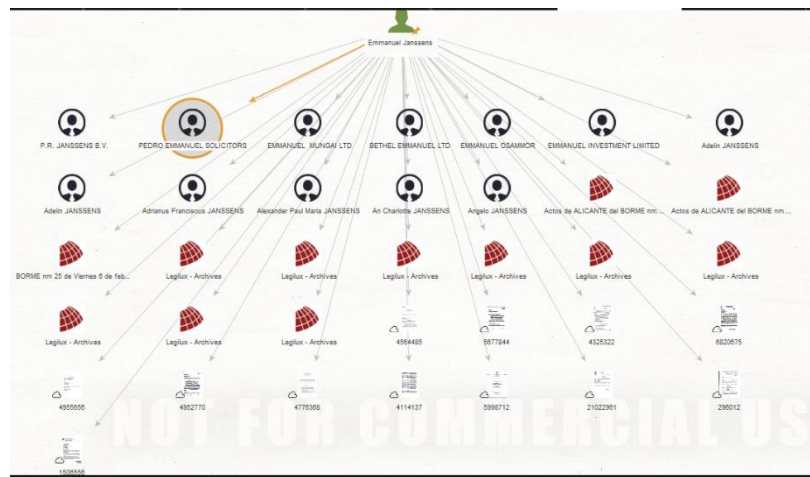 Emmanuel Janssens
P.R. JANSSENS B.V.
PEDRO EMMANUEL SOLICITORS
EMMANUEL MUNGAI LTD
BETHEL EMMANUEL LTD
EMMANUEL OSAMMOR
EMMANUEL INVESTMENT LIMITED
Adelin JANSSENS
Adelin JANSSENS
Adrianus Franciscus JANSSENS
Alexander Paul Maria JANSSENS
An Charlotte JANSSENS
Angelo JANSSENS
Actos de ALICANTE del BORME nm ...
Actos de ALICANTE del BORME nm ...
BORME nm 25 de Viernes 6 de feb...
Legilux - Archives
Legilux - Archives
Legilux - Archives
Legilux - Archives
Legilux - Archives
Legilux - Archives
Legilux - Archives
Legilux - Archives
Legilux - Archives
4564485
5677844
4325322
6820675
4955656
4952770
4776368
4114137
5998712
21022961
296012
1506556
NOT FOR COMMERCIAL US